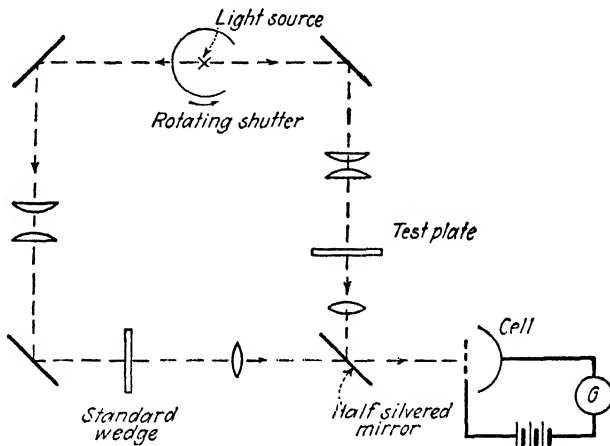 Light source
Rotating shutter
Test plate
Cell
G
Standard
wedge
Half silvered
mirror